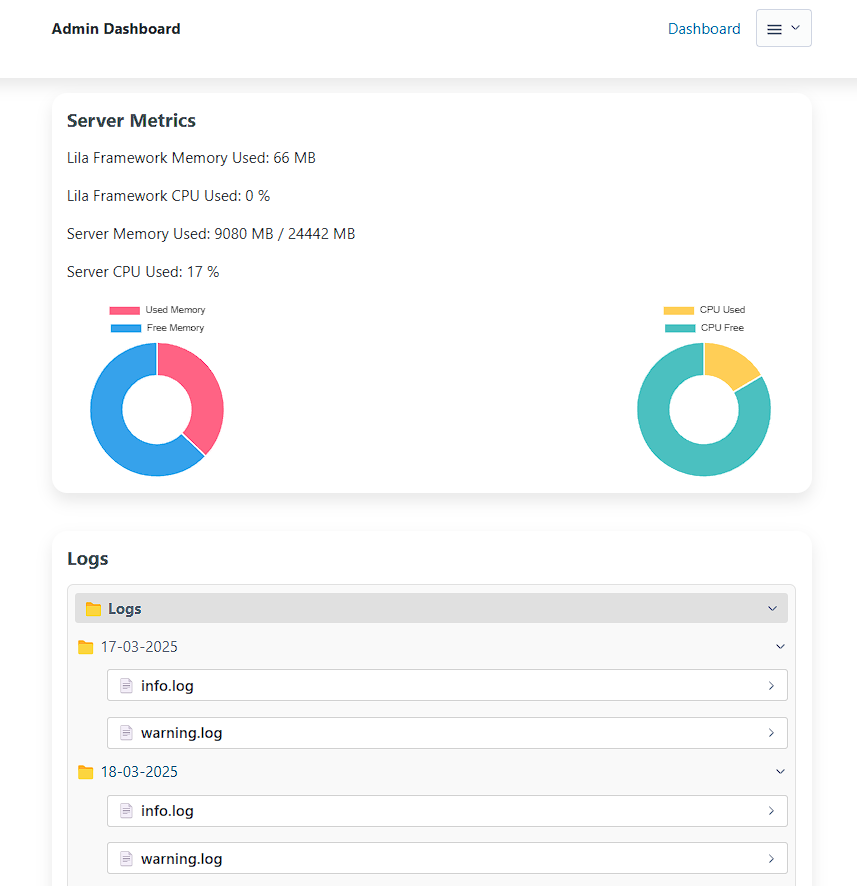 Admin Dashboard
Dashboard
Server Metrics
Lila Framework Memory Used: 66 MB
Lila Framework CPU Used: 0 %
Server Memory Used: 9080 MB / 24442 MB
Server CPU Used: 17 %
Used Memory
Free Memory
CPU Used
CPU Free
Logs
Logs
17-03-2025
info.log
warning.log
18-03-2025
info.log
warning.log